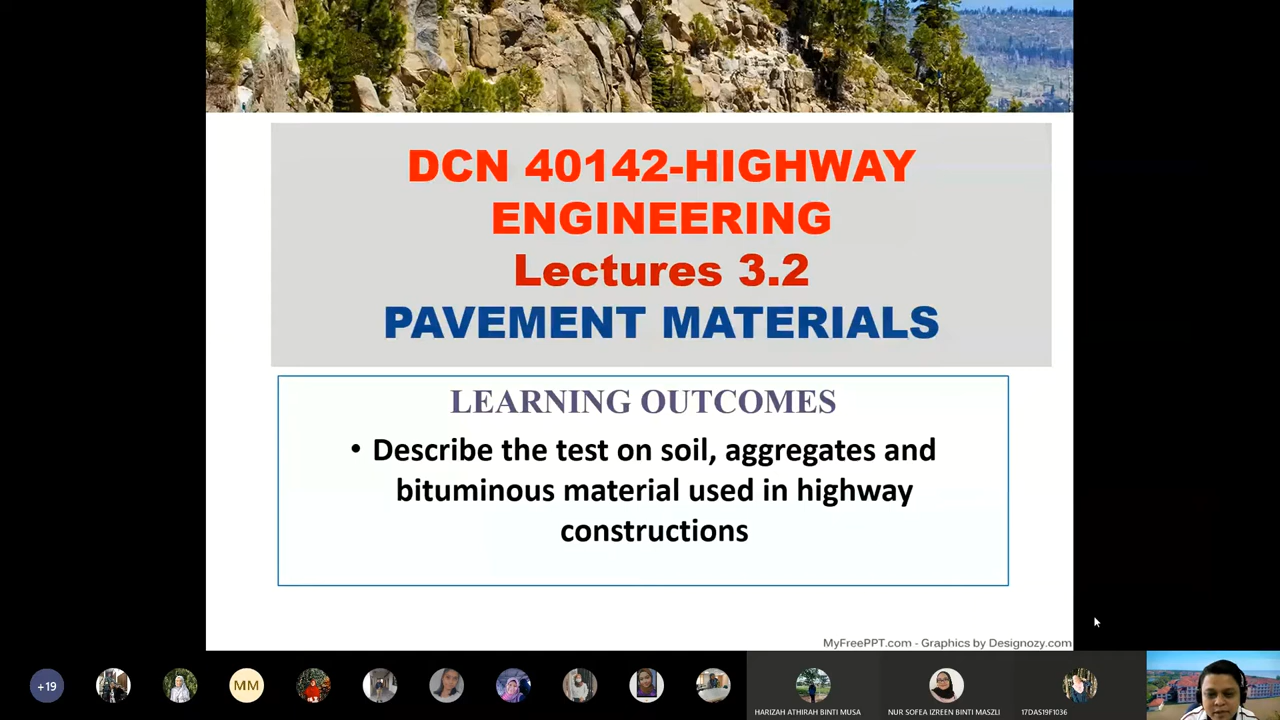 DCN 40142-HIGHWAY
ENGINEERING
Lectures 3.2
PAVEMENT MATERIALS
LEARNING OUTCOMES
• Describe the test on soil, aggregates and
bituminous material used in highway
constructions
MyFreePPT.com - Graphics by Designozy.com
+19
MM
HARIZAH ATHIRAH BINTI MUSA
NUR SOFEA IZREEN BINTI MASZLI
17DAS19F1036